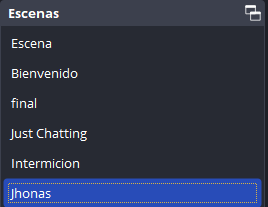 Escenas
Escena
Bienvenido
final
Just Chatting
Intermicion
Jhonas